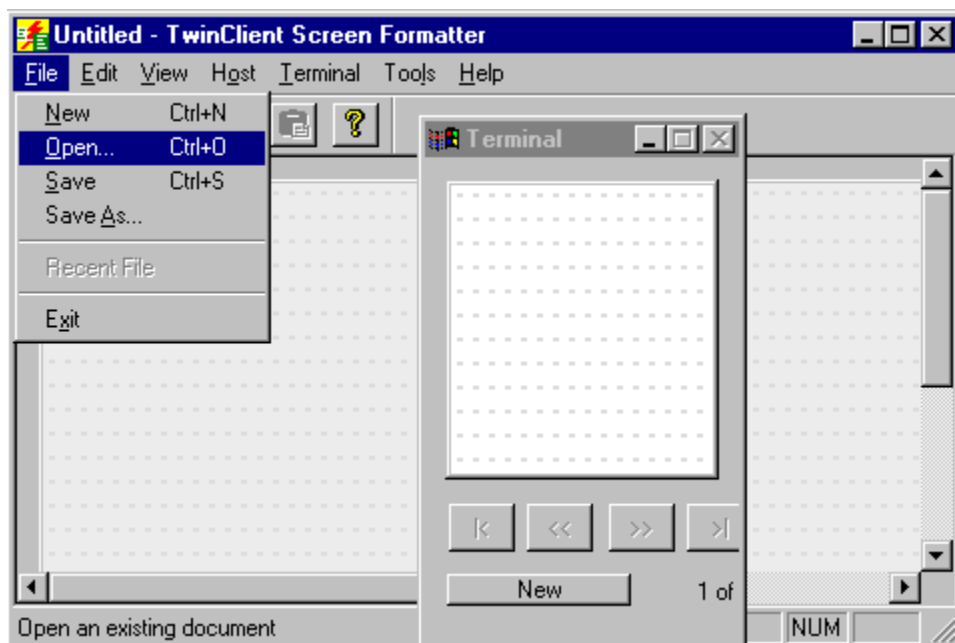 Untitled - TwinClient Screen Formatter
File Edit View Host Terminal Tools Help
New Ctrl+N
Open... Ctrl+O
Save Ctrl+S
Save As...
Recent File
Exit
Terminal
|< << >> >|
New 1 of
Open an existing document
NUM